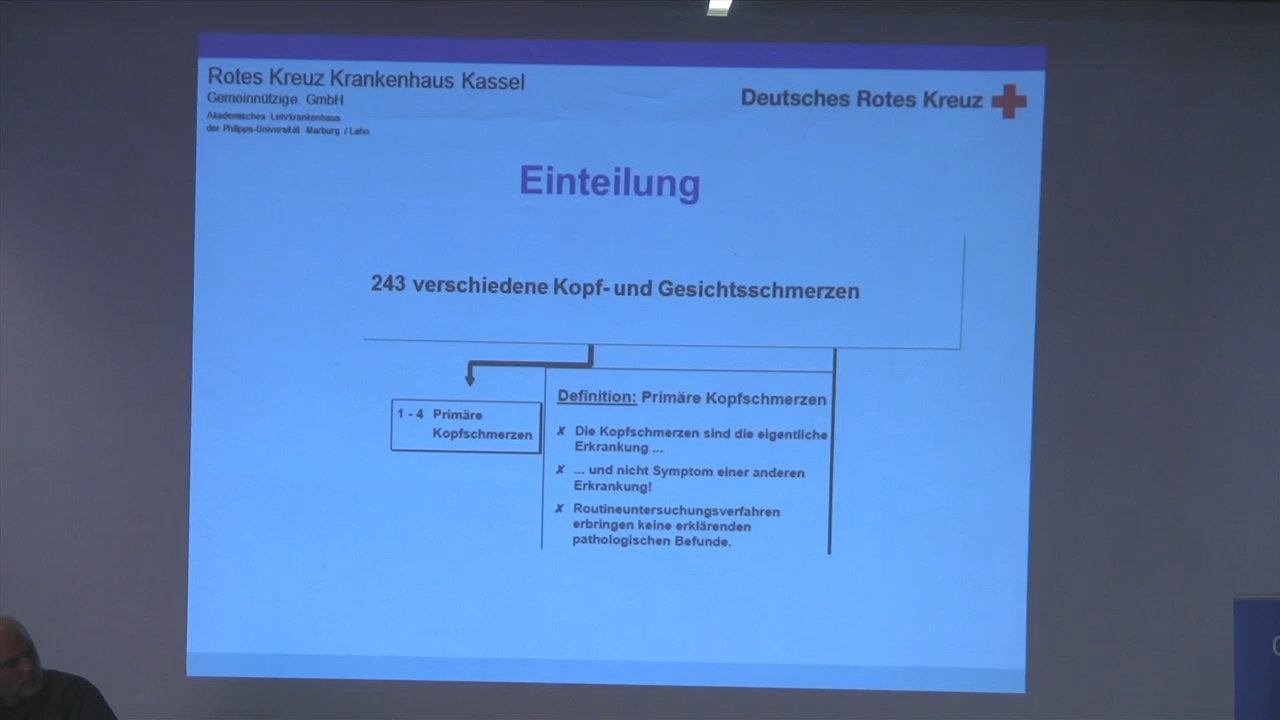 Rotes Kreuz Krankenhaus Kassel
Gemeinnützige GmbH
Akademisches Lehrkrankenhaus
der Philipps-Universität Marburg / Lahn
Deutsches Rotes Kreuz
Einteilung
243 verschiedene Kopf- und Gesichtsschmerzen
1 - 4 Primäre
Kopfschmerzen
Definition: Primäre Kopfschmerzen
✗ Die Kopfschmerzen sind die eigentliche
Erkrankung ...
✗ ... und nicht Symptom einer anderen
Erkrankung!
✗ Routineuntersuchungsverfahren
erbringen keine erklärenden
pathologischen Befunde.